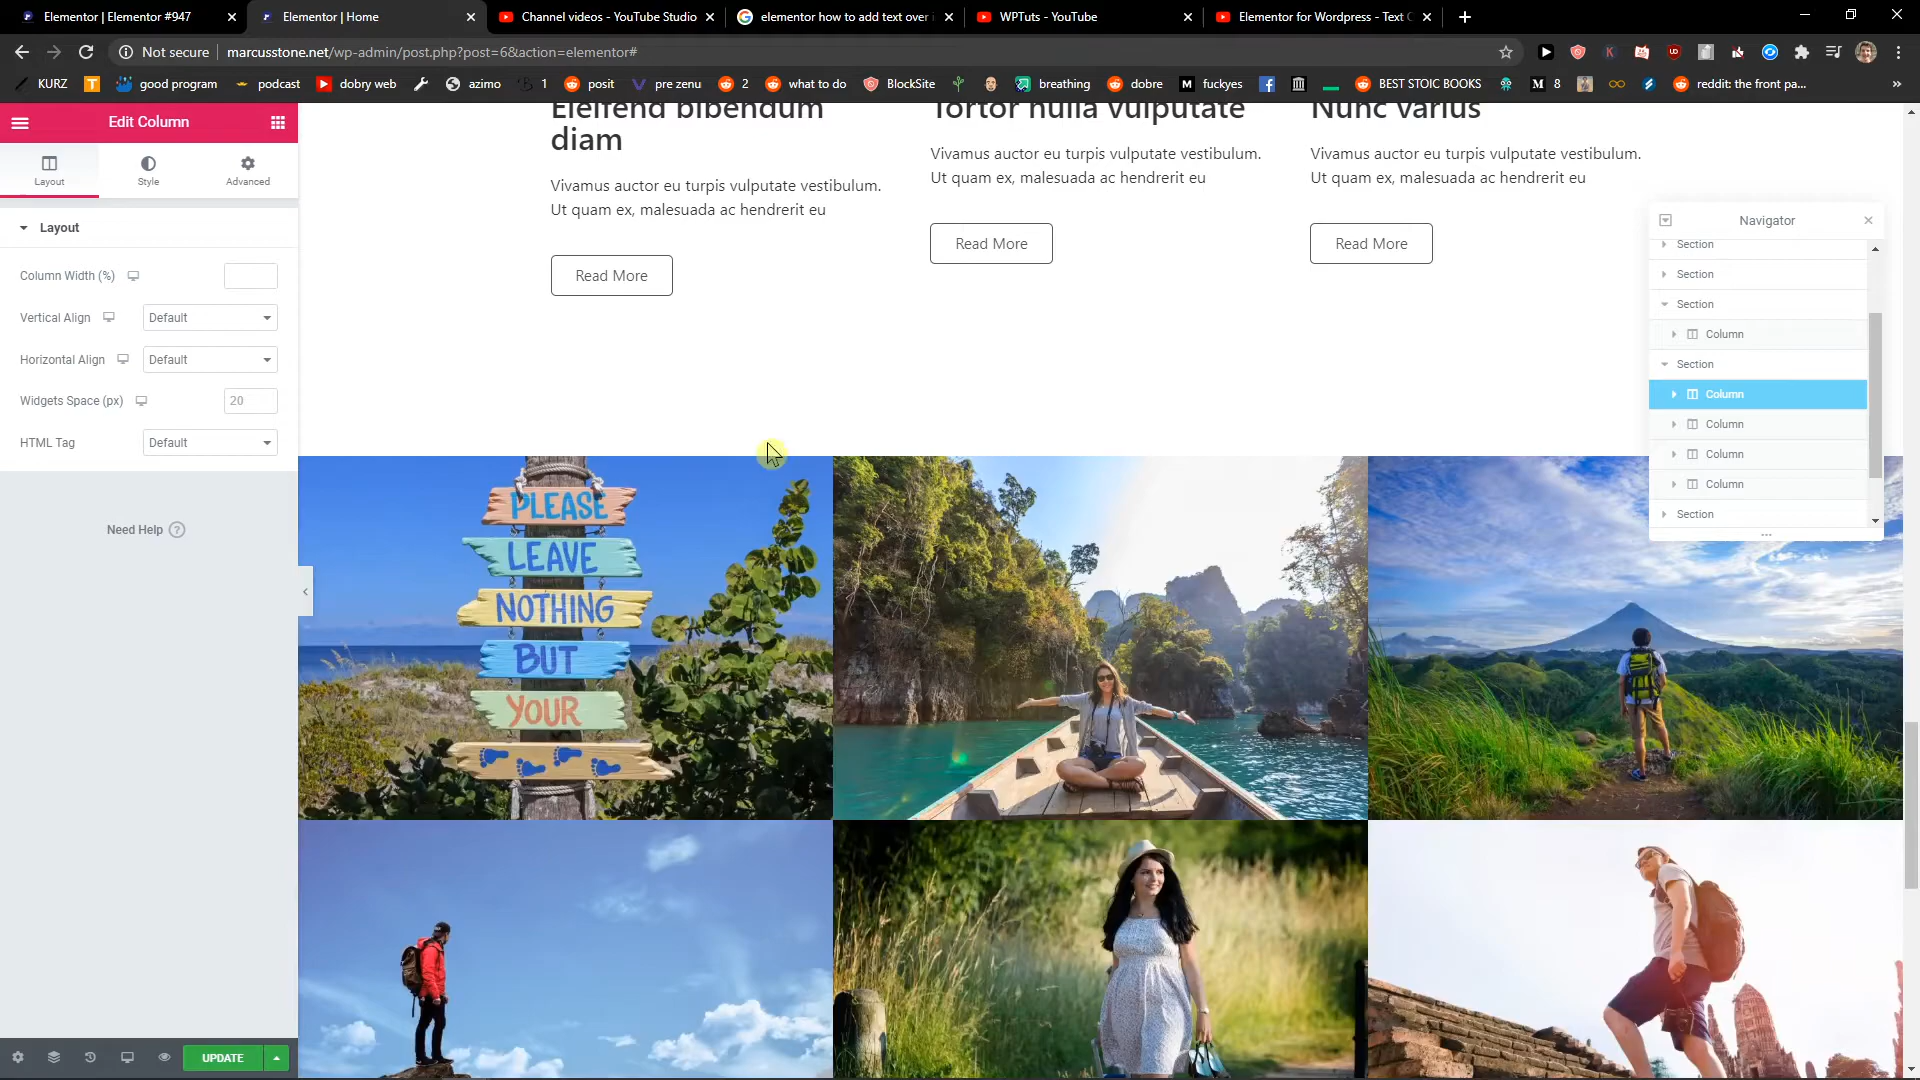 Elementor | Elementor #947
Elementor | Home
Channel videos - YouTube Studio
elementor how to add text over
WPTuts - YouTube
Elementor for Wordpress - Text
Not secure
marcusstone.net/wp-admin/post.php?post=6&action=elementor#
KURZ
good program
podcast
dobry web
azimo
1
posit
pre zenu
2
what to do
BlockSite
breathing
dobre
fuckyes
BEST STOIC BOOKS
8
reddit: the front pa...
Edit Column
Layout
Style
Advanced
Layout
Column Width (%)
Vertical Align
Default
Horizontal Align
Default
Widgets Space (px)
20
HTML Tag
Default
Need Help
UPDATE
Eleifend bibendum
diam
Vivamus auctor eu turpis vulputate vestibulum.
Ut quam ex, malesuada ac hendrerit eu
Read More
Tortor nulla vulputate
Vivamus auctor eu turpis vulputate vestibulum.
Ut quam ex, malesuada ac hendrerit eu
Read More
Nunc varius
Vivamus auctor eu turpis vulputate vestibulum.
Ut quam ex, malesuada ac hendrerit eu
Read More
Navigator
Section
Section
Section
Column
Section
Column
Column
Column
Column
Section
PLEASE
LEAVE
NOTHING
BUT
YOUR